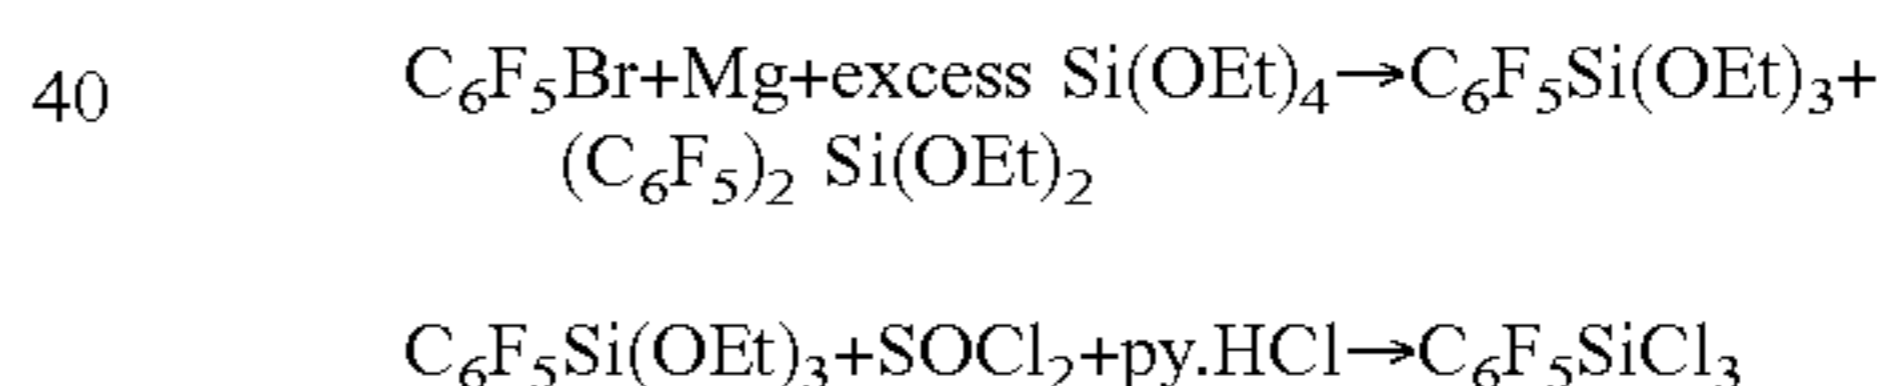 40 C₆F₅Br+Mg+excess Si(OEt)₄→C₆F₅Si(OEt)₃+
(C₆F₅)₂ Si(OEt)₂
C₆F₅Si(OEt)₃+SOCl₂+py.HCl→C₆F₅SiCl₃